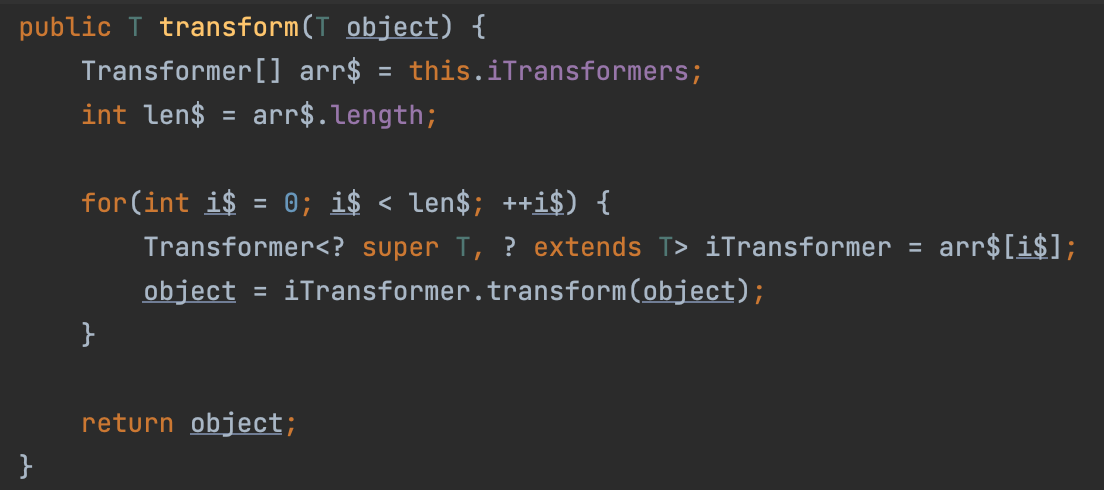 public T transform(T object) {
    Transformer[] arr$ = this.iTransformers;
    int len$ = arr$.length;

    for(int i$ = 0; i$ < len$; ++i$) {
        Transformer<? super T, ? extends T> iTransformer = arr$[i$];
        object = iTransformer.transform(object);
    }

    return object;
}